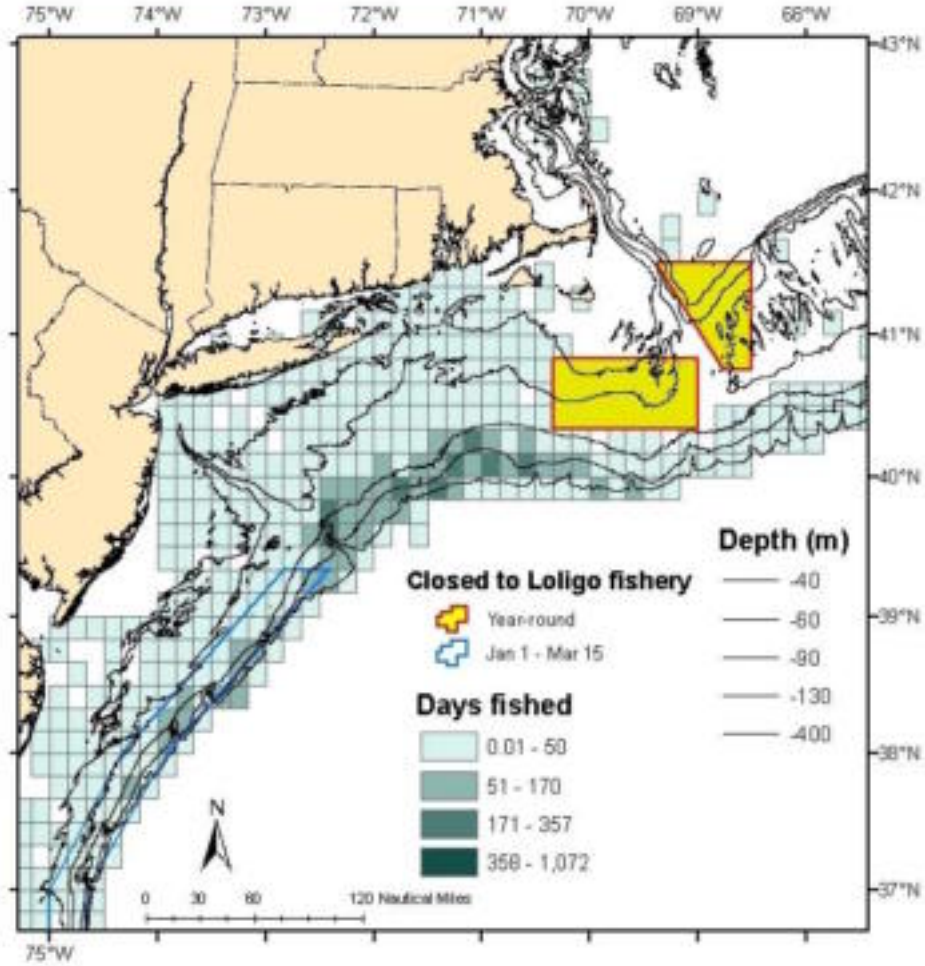 75°W 74°W 73°W 72°W 71°W 70°W 69°W 68°W
43°N
42°N
41°N
40°N
39°N
38°N
37°N
Depth (m)
-40
-60
-90
-130
-400
Closed to Loligo fishery
Year-round
Jan 1 - Mar 15
Days fished
0.01 - 50
51 - 170
171 - 357
358 - 1,072
N
0 30 60 120 Nautical Miles
75°W